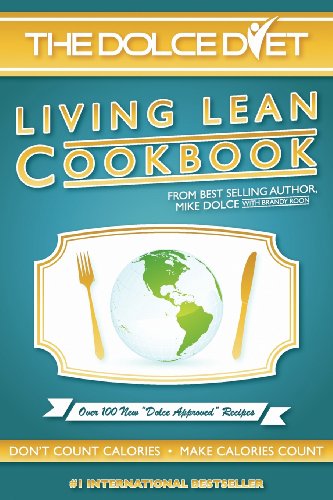 THE DOLCE DIET
LIVING LEAN
COOKBOOK
FROM BEST SELLING AUTHOR,
MIKE DOLCE WITH BRANDY ROON
Over 100 New "Dolce Approved" Recipes
DON'T COUNT CALORIES • MAKE CALORIES COUNT
#1 INTERNATIONAL BESTSELLER